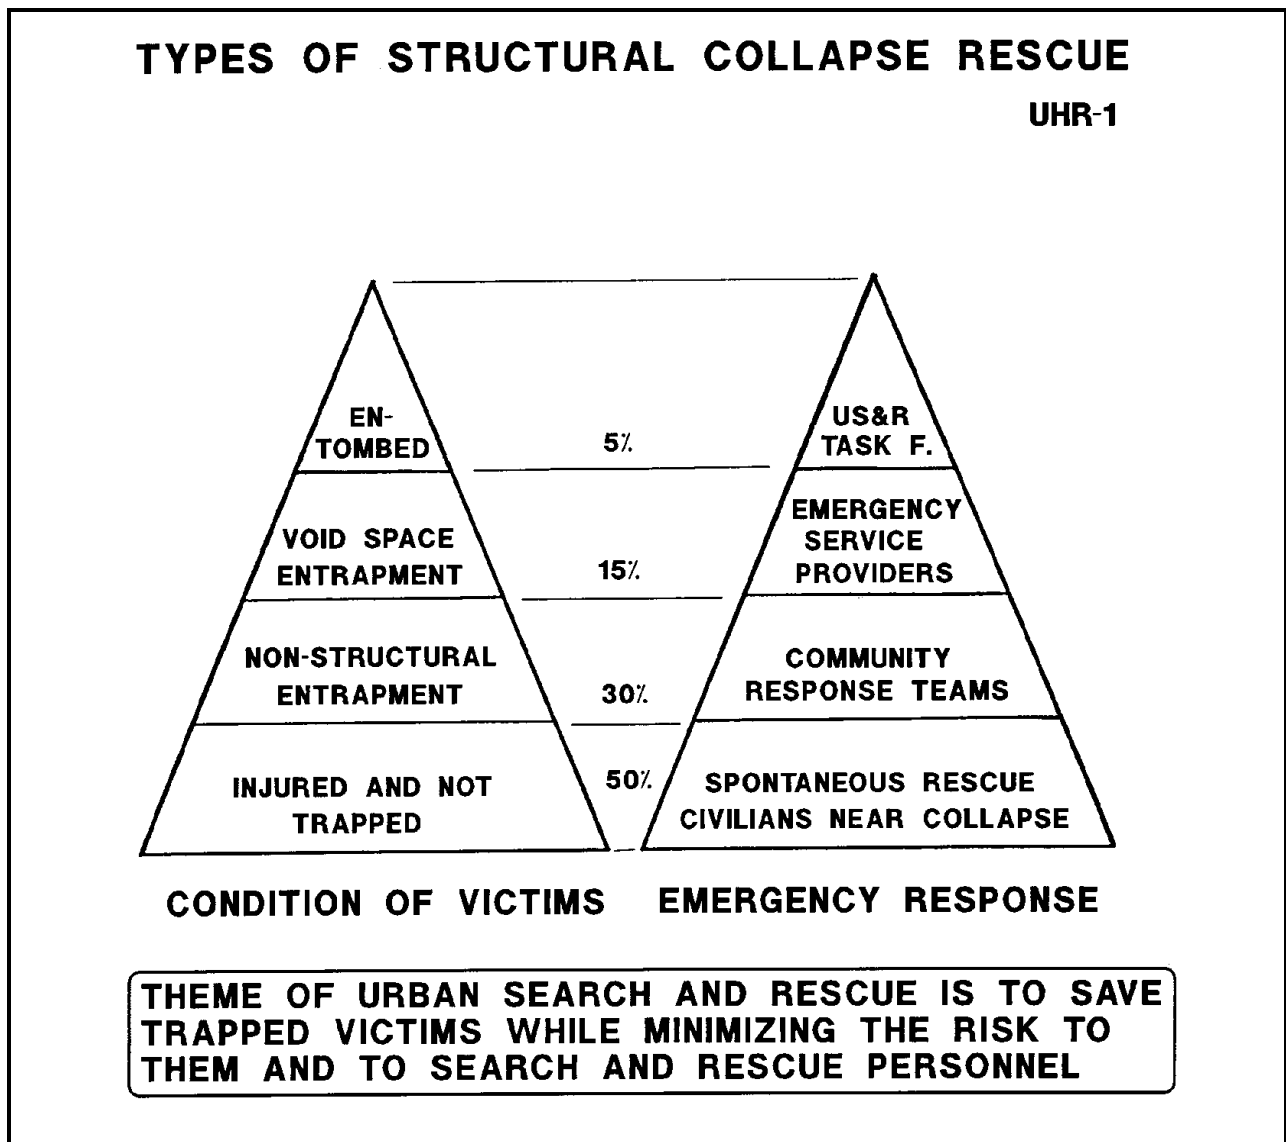 TYPES OF STRUCTURAL COLLAPSE RESCUE
UHR-1
EN-
TOMBED
5%
US&R
TASK F.
VOID SPACE
ENTRAPMENT
15%
EMERGENCY
SERVICE
PROVIDERS
NON-STRUCTURAL
ENTRAPMENT
30%
COMMUNITY
RESPONSE TEAMS
INJURED AND NOT
TRAPPED
50%
SPONTANEOUS RESCUE
CIVILIANS NEAR COLLAPSE
CONDITION OF VICTIMS
EMERGENCY RESPONSE
THEME OF URBAN SEARCH AND RESCUE IS TO SAVE
TRAPPED VICTIMS WHILE MINIMIZING THE RISK TO
THEM AND TO SEARCH AND RESCUE PERSONNEL